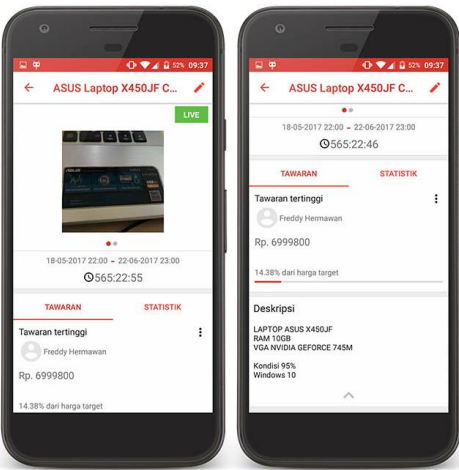 52% 09:37
ASUS Laptop X450JF C...
LIVE
18-05-2017 22:00 - 22-06-2017 23:00
565:22:55
TAWARAN STATISTIK
Tawaran tertinggi
Freddy Hermawan
Rp. 6999800
14.38% dari harga target
52% 09:37
ASUS Laptop X450JF C...
18-05-2017 22:00 - 22-06-2017 23:00
565:22:46
TAWARAN STATISTIK
Tawaran tertinggi
Freddy Hermawan
Rp. 6999800
14.38% dari harga target
Deskripsi
LAPTOP ASUS X450JF
RAM 10GB
VGA NVIDIA GEFORCE 745M
Kondisi 95%
Windows 10